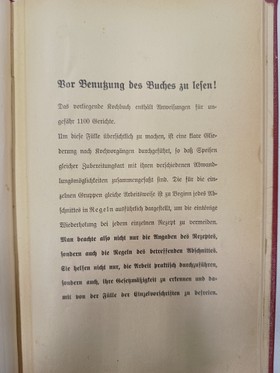 Vor Benutzung des Buches zu lesen!
Das vorliegende Kochbuch enthält Anweisungen für un-
gefähr 1100 Gerichte.
Um diese Fülle übersichtlich zu machen, ist eine klare Glie-
derung nach Kochvorgängen durchgeführt, so daß Speisen
gleicher Zubereitungsart mit ihren verschiedenen Abwand-
lungsmöglichkeiten zusammengefaßt sind. Die für die ein-
zelnen Gruppen gleiche Arbeitsweise ist zu Beginn jedes Ab-
schnittes in Regeln ausführlich dargestellt, um die eintönige
Wiederholung bei jedem einzelnen Rezept zu vermeiden.
Man beachte also nicht nur die Angaben des Rezeptes,
sondern auch die Regeln des betreffenden Abschnittes.
Sie helfen nicht nur, die Arbeit praktisch durchzuführen,
sondern auch, ihre Gesetzmäßigkeit zu erkennen und da-
mit von der Fülle der Einzelvorschriften zu befreien.